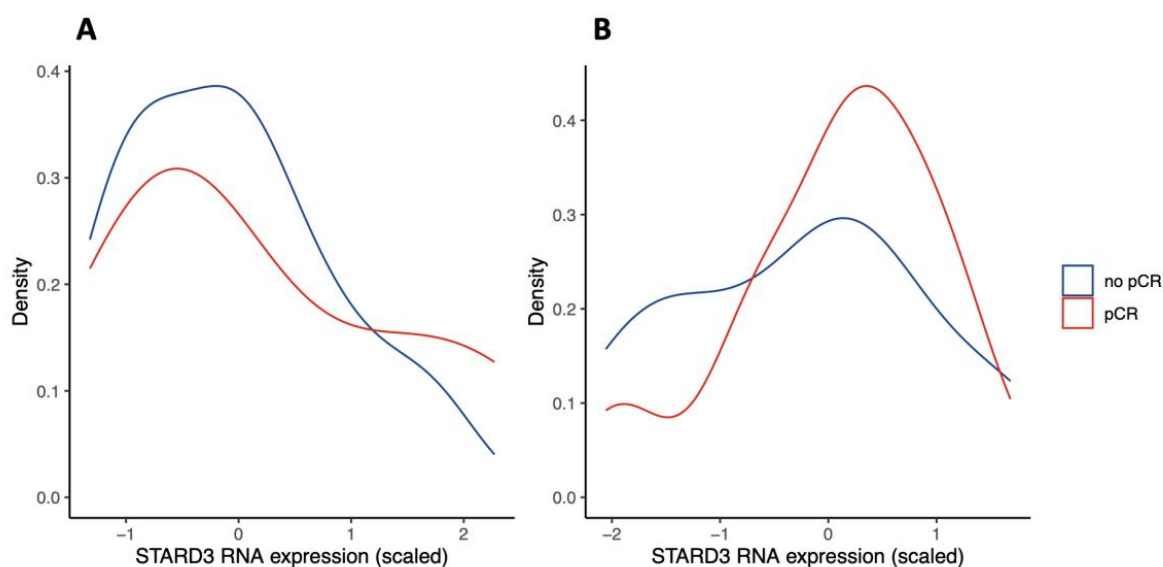 A
Density
0.4
0.3
0.2
0.1
0.0
−1 0 1 2
STARD3 RNA expression (scaled)
B
Density
0.4
0.3
0.2
0.1
0.0
−2 −1 0 1
STARD3 RNA expression (scaled)
no pCR
pCR